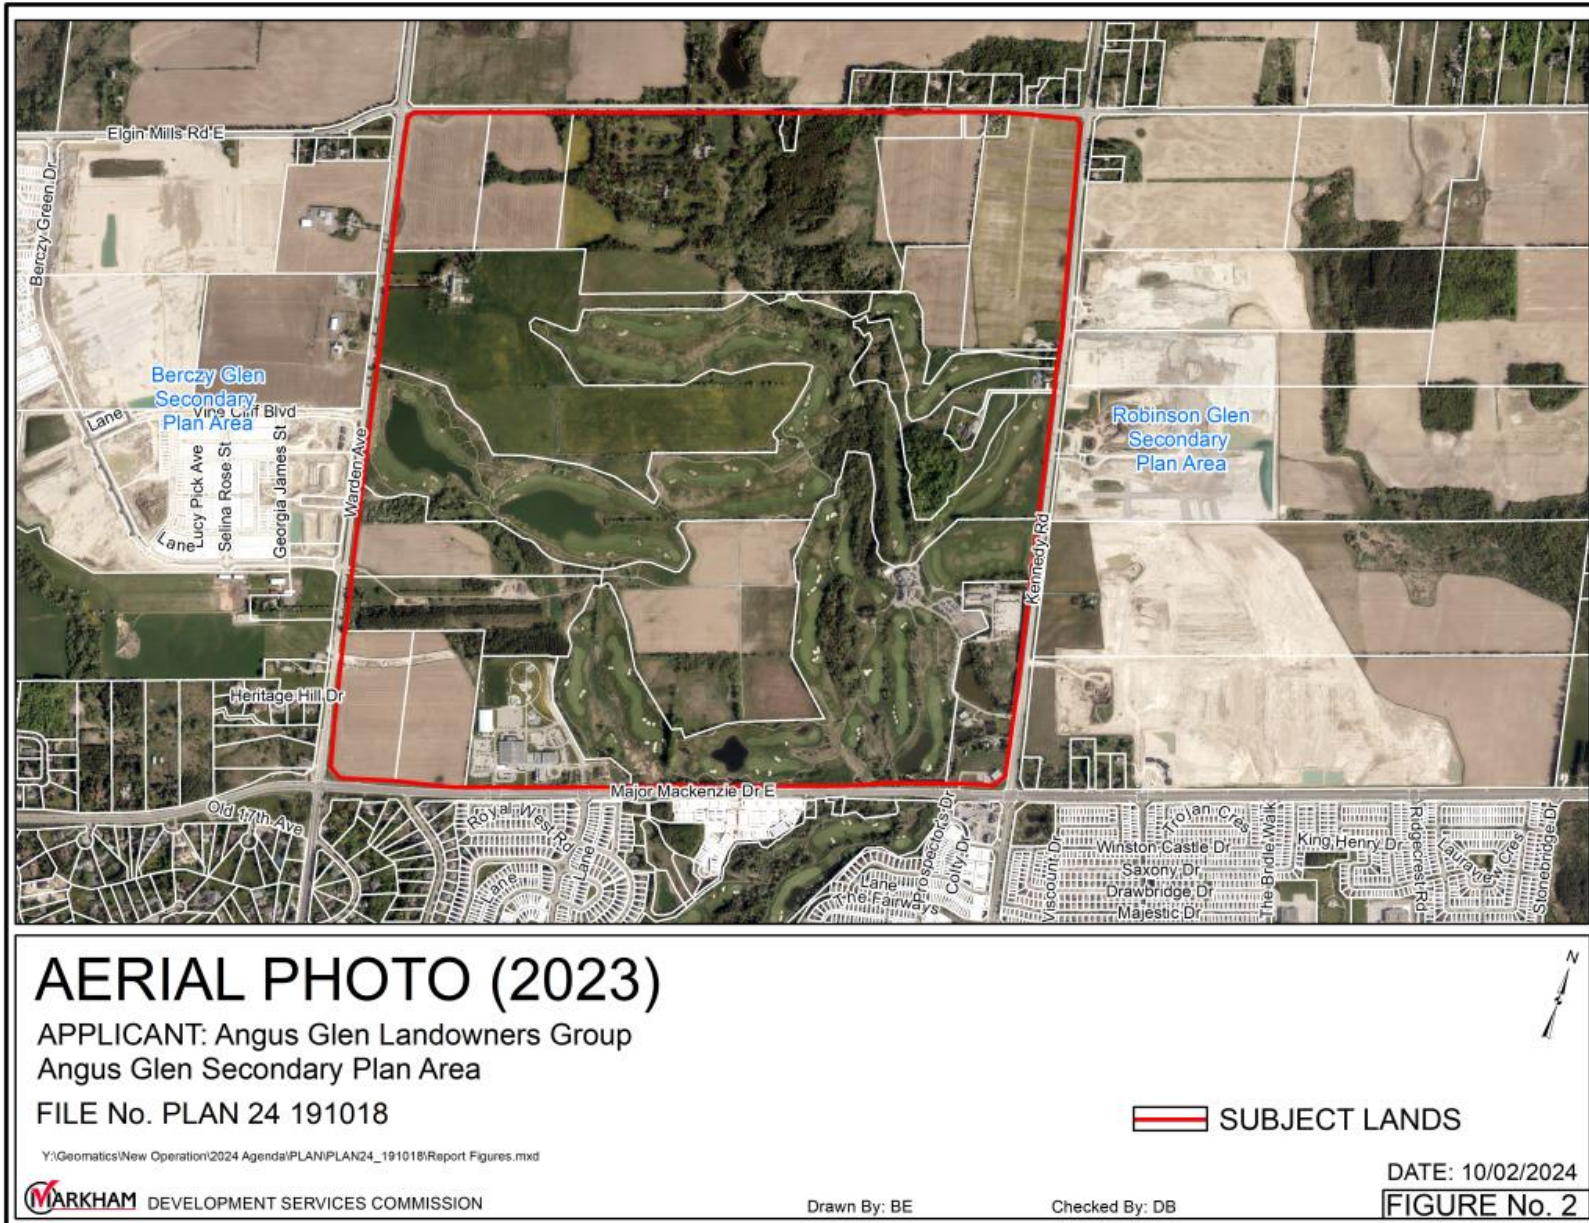 Elgin Mills Rd E
Berczy Green Dr
Berczy Glen
Secondary
Plan Area
Vine Cliff Blvd
Lane
Lucy Pick Ave
Selina Rose St
Georgia James St
Lane
Warden Ave
Robinson Glen
Secondary
Plan Area
Kennedy Rd
Heritage Hill Dr
Major Mackenzie Dr E
Old 17th Ave
Royal West Rd
Lane
Lane
Prospectors Dr
Colty Dr
Lane
The Fairways
Viscount Dr
Trojan Cres
Winston Castle Dr
Saxony Dr
Drawbridge Dr
Majestic Dr
The Bridle Walk
King Henry Dr
Ridgecrest Rd
Lauraview Cres
Stonebridge Dr
AERIAL PHOTO (2023)
N
APPLICANT: Angus Glen Landowners Group
Angus Glen Secondary Plan Area
FILE No. PLAN 24 191018
SUBJECT LANDS
Y:\Geomatics\New Operation\2024 Agenda\PLAN\PLAN24_191018\Report Figures.mxd
DATE: 10/02/2024
MARKHAM DEVELOPMENT SERVICES COMMISSION
Drawn By: BE
Checked By: DB
FIGURE No. 2